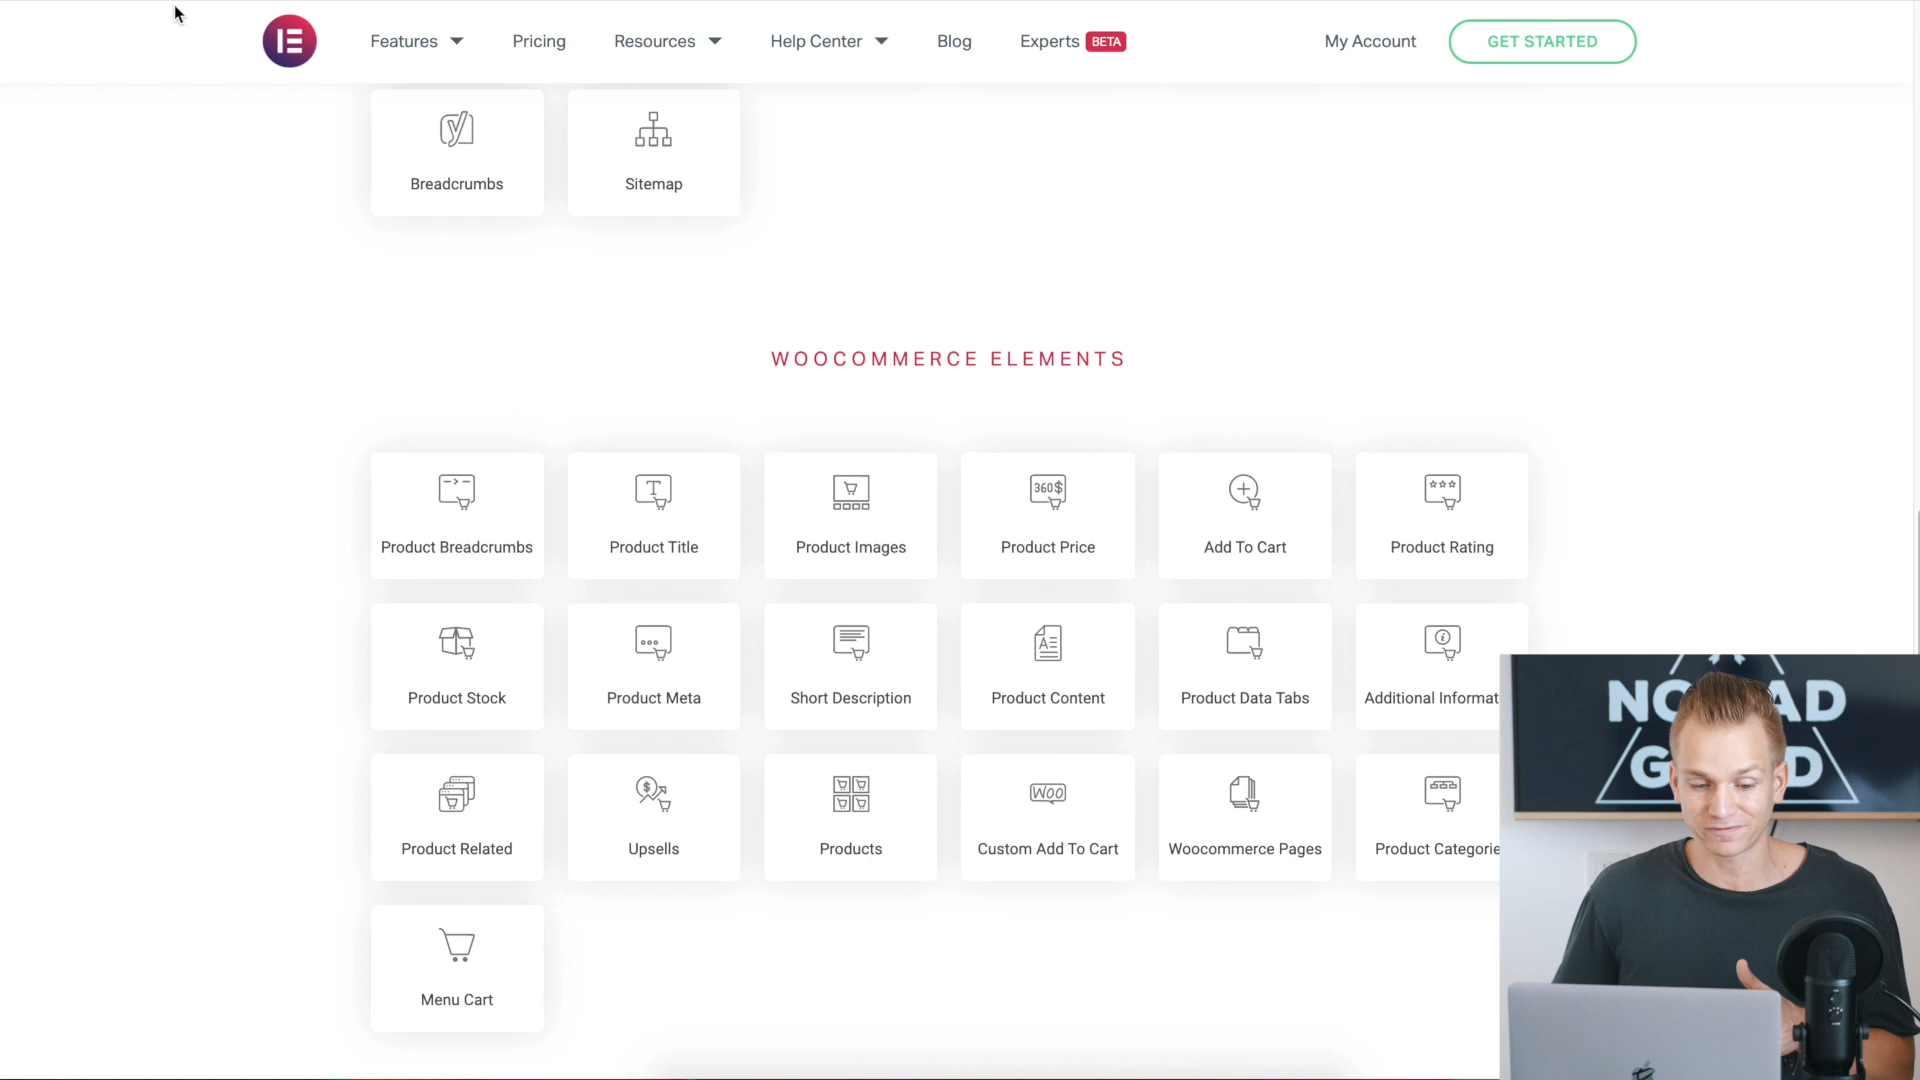 Features Pricing Resources Help Center Blog Experts BETA My Account GET STARTED
Breadcrumbs Sitemap
WOOCOMMERCE ELEMENTS
360$
Product Breadcrumbs Product Title Product Images Product Price Add To Cart Product Rating
Product Stock Product Meta Short Description Product Content Product Data Tabs Additional Informat
WOO
Product Related Upsells Products Custom Add To Cart Woocommerce Pages Product Categorie
Menu Cart